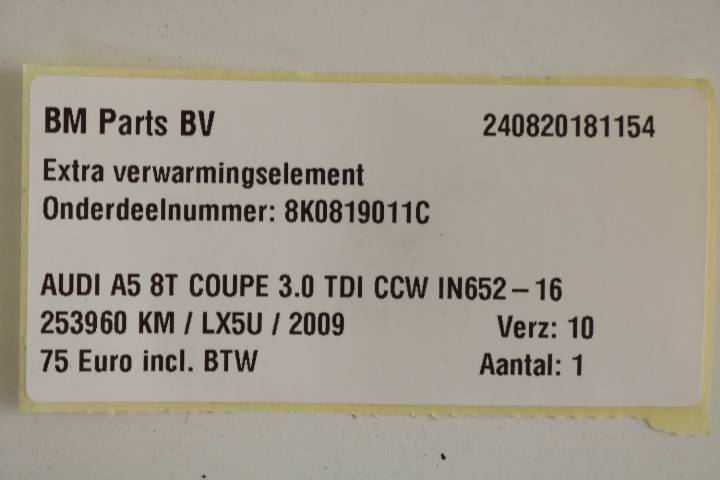 BM Parts BV 240820181154
Extra verwarmingselement
Onderdeelnummer: 8K0819011C
AUDI A5 8T COUPE 3.0 TDI CCW IN652-16
253960 KM / LX5U / 2009 Verz: 10
75 Euro incl. BTW Aantal: 1